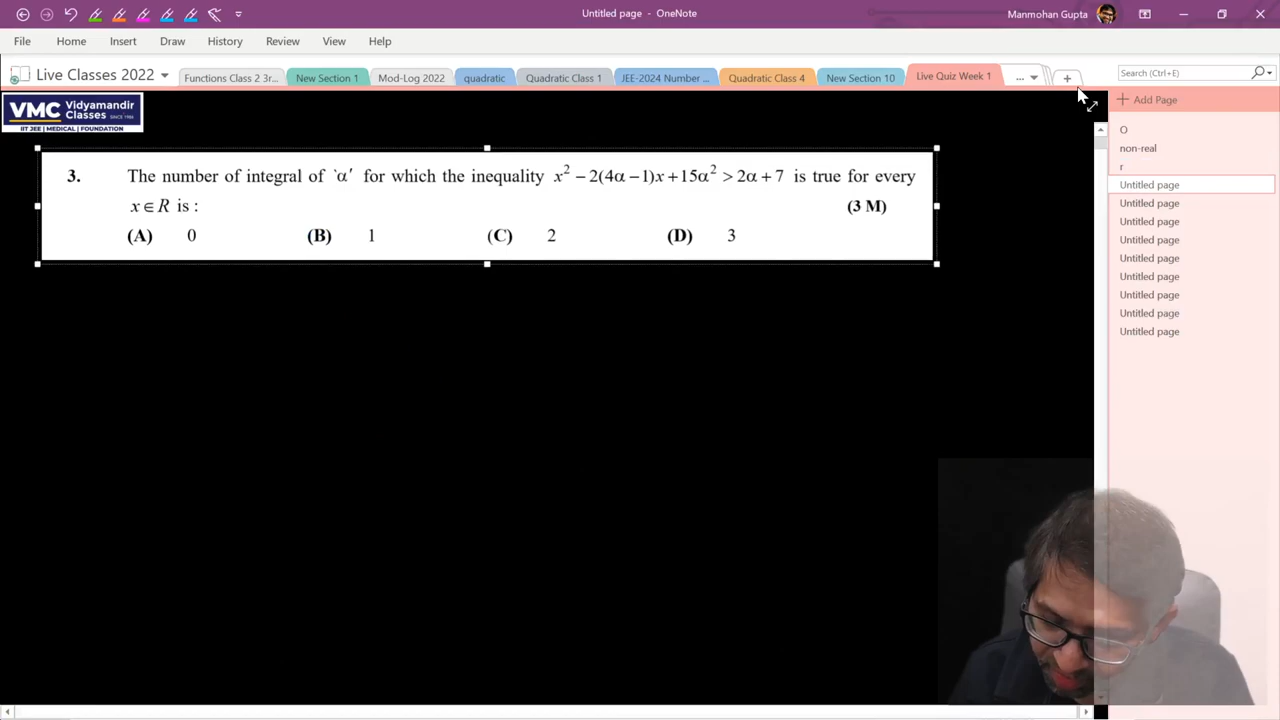 Untitled page - OneNote
Manmohan Gupta
File Home Insert Draw History Review View Help
Live Classes 2022
Functions Class 2 3r...
New Section 1
Mod-Log 2022
quadratic
Quadratic Class 1
JEE-2024 Number ...
Quadratic Class 4
New Section 10
Live Quiz Week 1
...
Search (Ctrl+E)
VMC Vidyamandir Classes SINCE 1986
IIT JEE | MEDICAL | FOUNDATION
Add Page
O
non-real
r
Untitled page
Untitled page
Untitled page
Untitled page
Untitled page
Untitled page
Untitled page
Untitled page
Untitled page
3. The number of integral of `α' for which the inequality x² − 2(4α − 1)x + 15α² > 2α + 7 is true for every
x ∈ R is : (3 M)
(A) 0 (B) 1 (C) 2 (D) 3